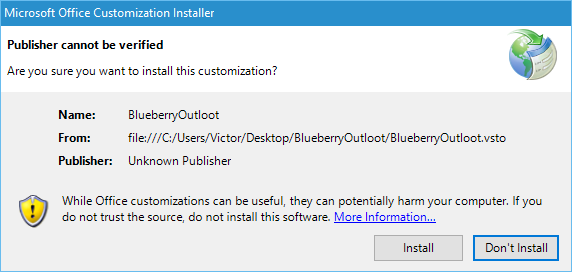 Microsoft Office Customization Installer
Publisher cannot be verified
Are you sure you want to install this customization?
Name: BlueberryOutloot
From: file:///C:/Users/Victor/Desktop/BlueberryOutloot/BlueberryOutloot.vsto
Publisher: Unknown Publisher
While Office customizations can be useful, they can potentially harm your computer. If you
do not trust the source, do not install this software. More Information...
Install Don't Install